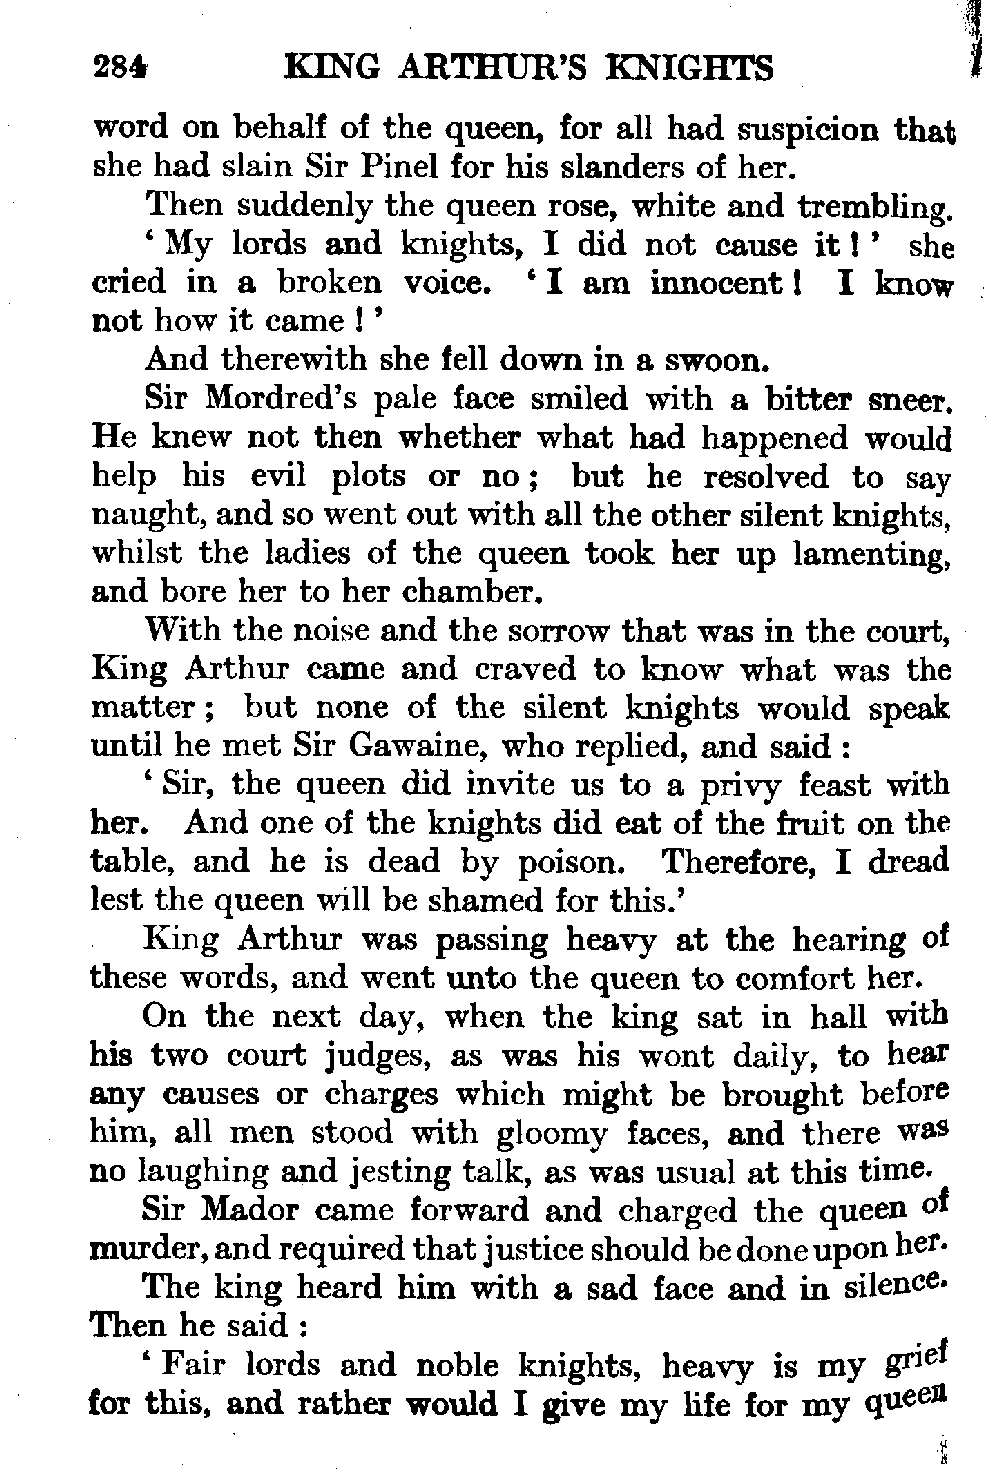 284 KING ARTHUR'S KNIGHTS
word on behalf of the queen, for all had suspicion that
she had slain Sir Pinel for his slanders of her.
Then suddenly the queen rose, white and trembling.
‘ My lords and knights, I did not cause it ! ’ she
cried in a broken voice. ‘ I am innocent ! I know
not how it came ! ’
And therewith she fell down in a swoon.
Sir Mordred's pale face smiled with a bitter sneer.
He knew not then whether what had happened would
help his evil plots or no ; but he resolved to say
naught, and so went out with all the other silent knights,
whilst the ladies of the queen took her up lamenting,
and bore her to her chamber.
With the noise and the sorrow that was in the court,
King Arthur came and craved to know what was the
matter ; but none of the silent knights would speak
until he met Sir Gawaine, who replied, and said :
‘ Sir, the queen did invite us to a privy feast with
her. And one of the knights did eat of the fruit on the
table, and he is dead by poison. Therefore, I dread
lest the queen will be shamed for this.’
King Arthur was passing heavy at the hearing of
these words, and went unto the queen to comfort her.
On the next day, when the king sat in hall with
his two court judges, as was his wont daily, to hear
any causes or charges which might be brought before
him, all men stood with gloomy faces, and there was
no laughing and jesting talk, as was usual at this time.
Sir Mador came forward and charged the queen of
murder, and required that justice should be done upon her.
The king heard him with a sad face and in silence.
Then he said :
‘ Fair lords and noble knights, heavy is my grief
for this, and rather would I give my life for my queen